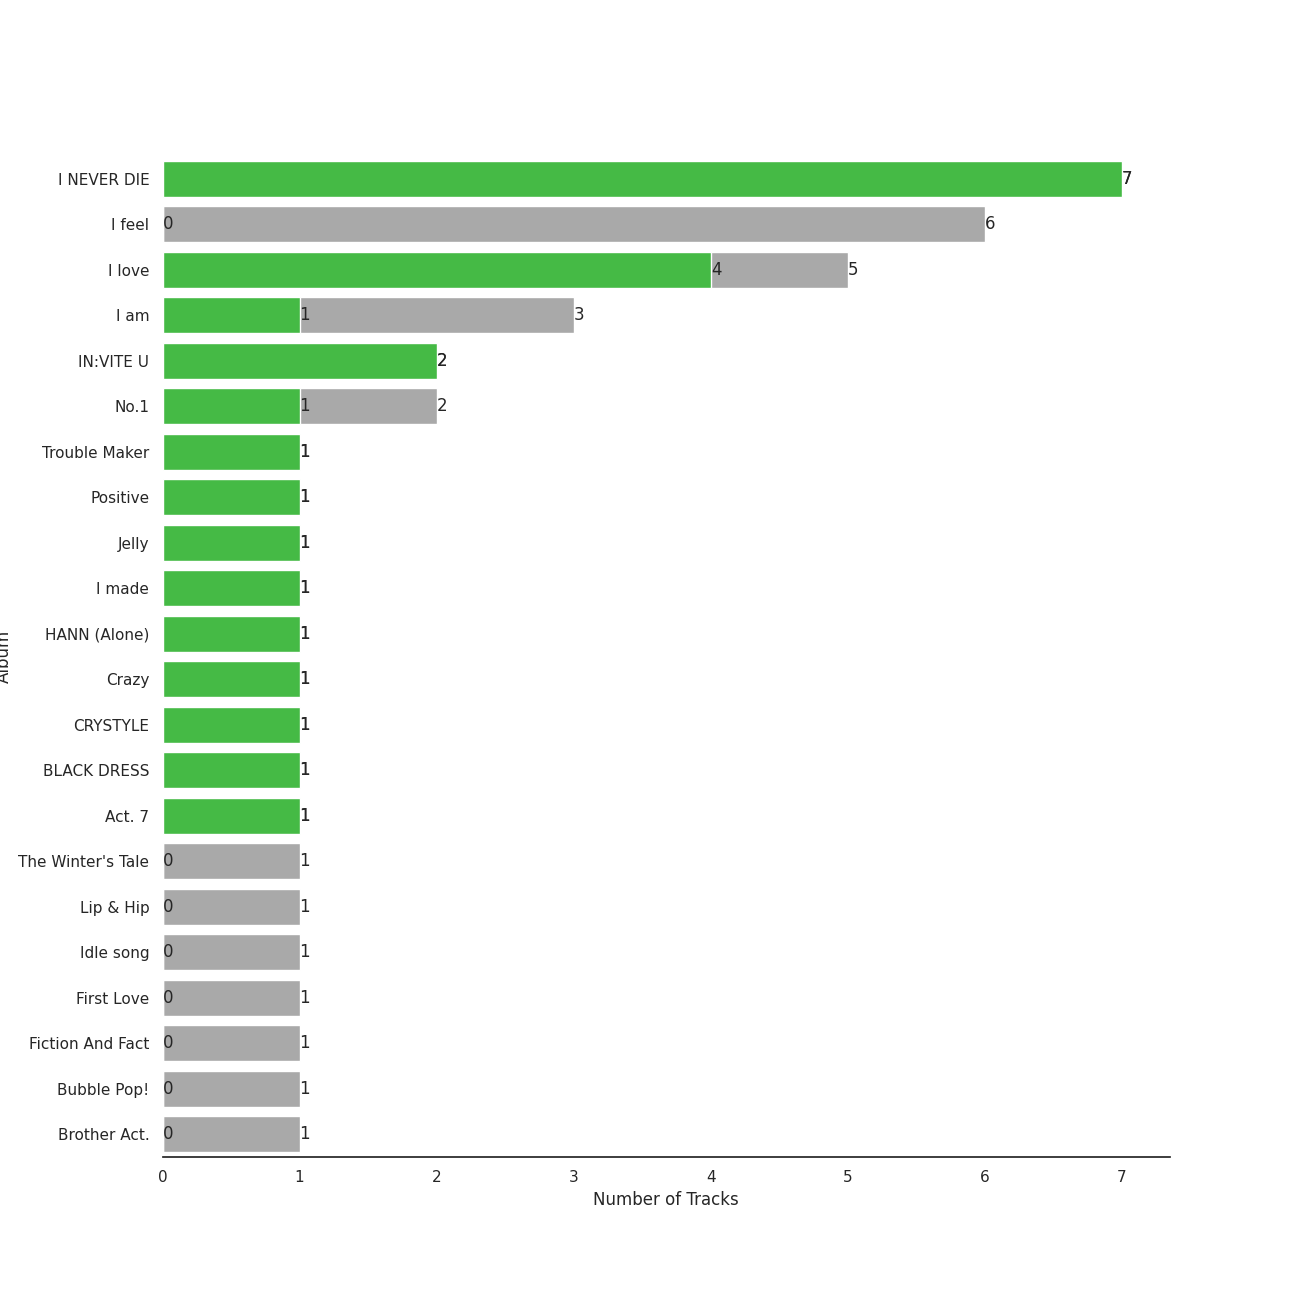 I NEVER DIE 7
I feel 0 6
I love 4 5
I am 1 3
IN:VITE U 2
No.1 1 2
Trouble Maker 1
Positive 1
Jelly 1
I made 1
HANN (Alone) 1
Crazy 1
CRYSTYLE 1
BLACK DRESS 1
Act. 7 1
The Winter's Tale 0 1
Lip & Hip 0 1
Idle song 0 1
First Love 0 1
Fiction And Fact 0 1
Bubble Pop! 0 1
Brother Act. 0 1
Album
0 1 2 3 4 5 6 7
Number of Tracks